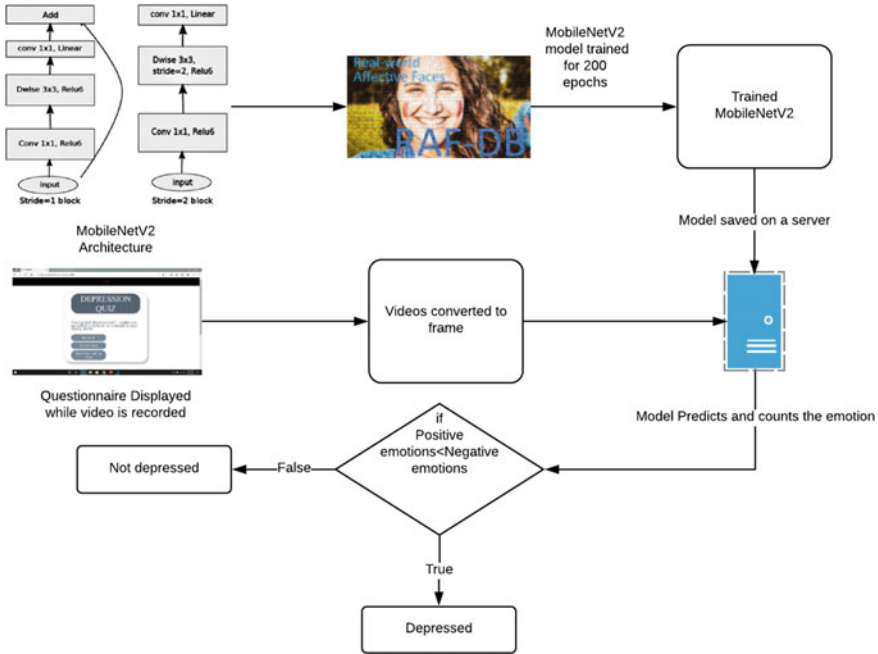 Add
conv 1x1, Linear
Dwise 3x3, Relu6
Conv 1x1, Relu6
Input
Stride=1 block
conv 1x1, Linear
Dwise 3x3,
stride=2, Relu6
Conv 1x1, Relu6
input
Stride=2 block
MobileNetV2
Architecture
Real-world
Affective Faces
RAF-DB
MobileNetV2
model trained
for 200
epochs
Trained
MobileNetV2
Model saved on a server
DEPRESSION
QUIZ
Questionnaire Displayed
while video is recorded
Videos converted to
frame
Model Predicts and counts the emotion
if
Positive
emotions<Negative
emotions
False
Not depressed
True
Depressed